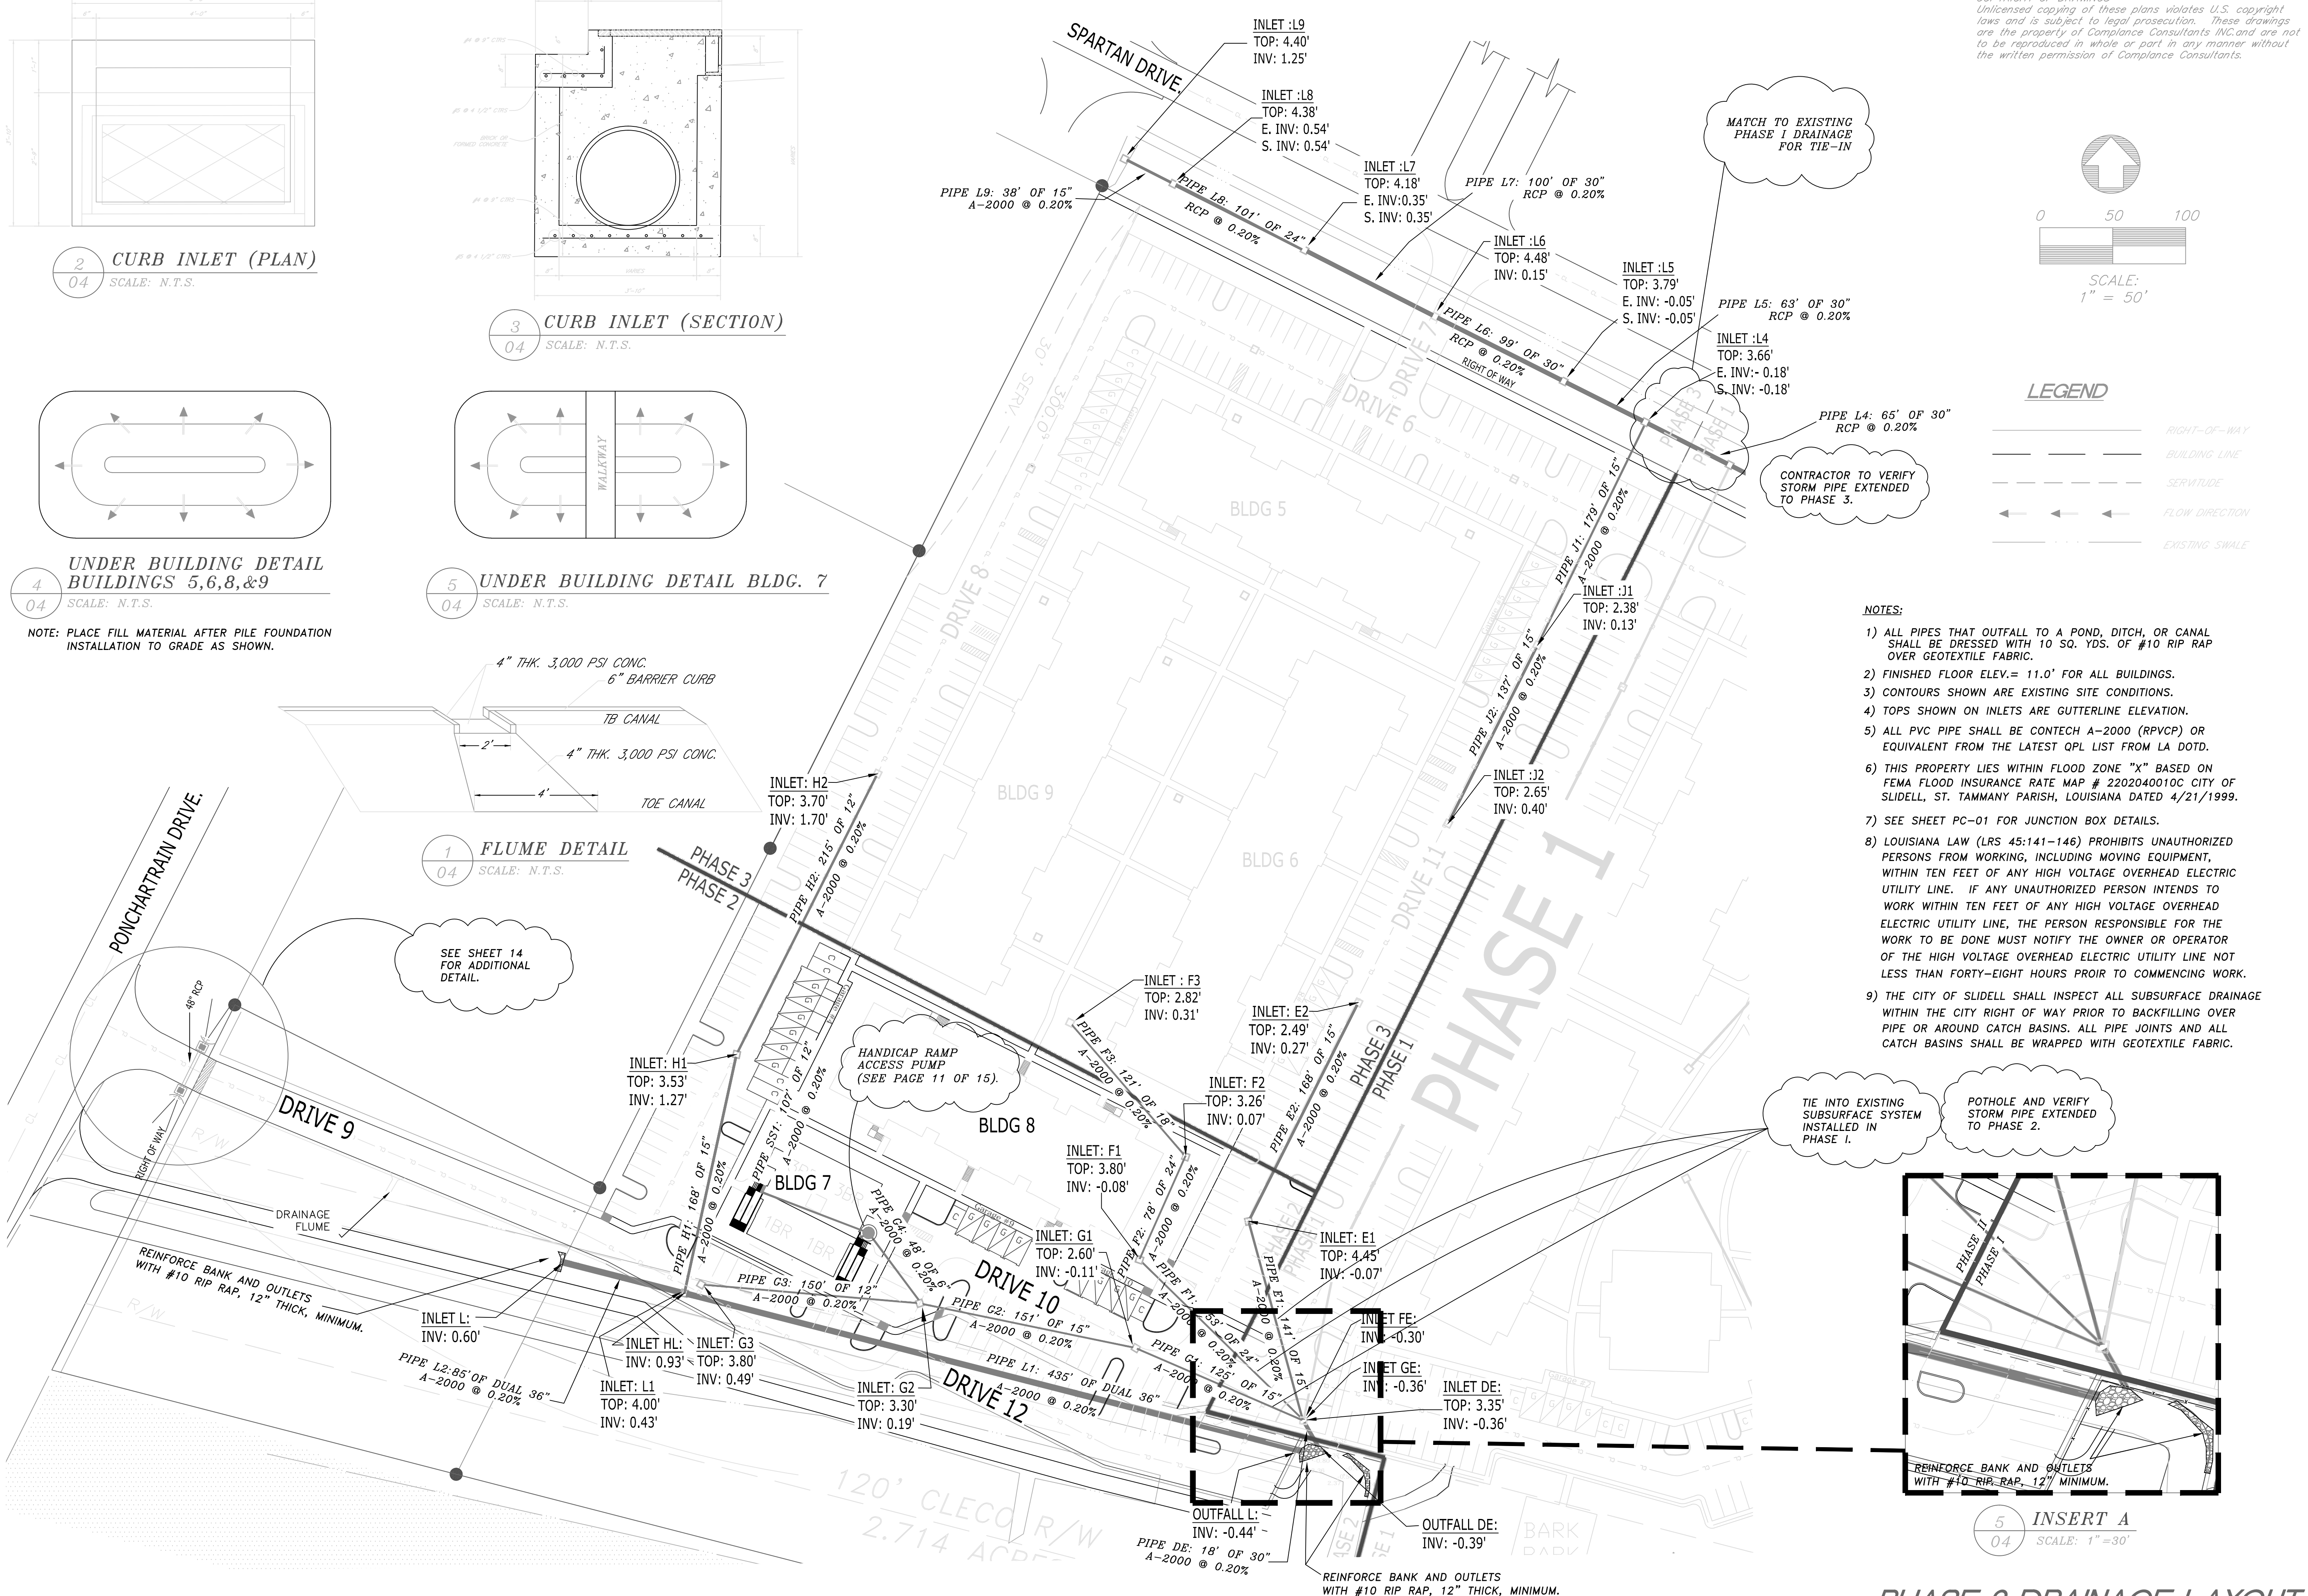 Unlicensed copying of these plans violates U.S. copyright
laws and is subject to legal prosecution. These drawings
are the property of Complance Consultants INC.and are not
to be reproduced in whole or part in any manner without
the written permission of Complance Consultants.
2
04
CURB INLET (PLAN)
SCALE: N.T.S.
BRICK OR
FORMED CONCRETE
VARIES
VARIES
3
04
CURB INLET (SECTION)
SCALE: N.T.S.
4
04
UNDER BUILDING DETAIL
BUILDINGS 5,6,8,&9
SCALE: N.T.S.
NOTE: PLACE FILL MATERIAL AFTER PILE FOUNDATION
INSTALLATION TO GRADE AS SHOWN.
WALKWAY
5
04
UNDER BUILDING DETAIL BLDG. 7
SCALE: N.T.S.
4" THK. 3,000 PSI CONC.
6" BARRIER CURB
TB CANAL
2'
4" THK. 3,000 PSI CONC.
4'
TOE CANAL
1
04
FLUME DETAIL
SCALE: N.T.S.
SPARTAN DRIVE.
INLET :L9
TOP: 4.40'
INV: 1.25'
INLET :L8
TOP: 4.38'
E. INV: 0.54'
S. INV: 0.54'
INLET :L7
TOP: 4.18'
E. INV:0.35'
S. INV: 0.35'
INLET :L6
TOP: 4.48'
INV: 0.15'
INLET :L5
TOP: 3.79'
E. INV: -0.05'
S. INV: -0.05'
INLET :L4
TOP: 3.66'
E. INV:- 0.18'
S. INV: -0.18'
PIPE L9: 38' OF 15"
A-2000 @ 0.20%
PIPE L8: 101' OF 24"
RCP @ 0.20%
PIPE L7: 100' OF 30"
RCP @ 0.20%
PIPE L6: 99' OF 30"
RCP @ 0.20%
RIGHT OF WAY
PIPE L5: 63' OF 30"
RCP @ 0.20%
PIPE L4: 65' OF 30"
RCP @ 0.20%
MATCH TO EXISTING
PHASE I DRAINAGE
FOR TIE-IN
CONTRACTOR TO VERIFY
STORM PIPE EXTENDED
TO PHASE 3.
PHASE 3
PHASE 1
0 50 100
SCALE:
1" = 50'
LEGEND
RIGHT-OF-WAY
BUILDING LINE
SERVITUDE
FLOW DIRECTION
EXISTING SWALE
NOTES:
1) ALL PIPES THAT OUTFALL TO A POND, DITCH, OR CANAL
SHALL BE DRESSED WITH 10 SQ. YDS. OF #10 RIP RAP
OVER GEOTEXTILE FABRIC.
2) FINISHED FLOOR ELEV.= 11.0' FOR ALL BUILDINGS.
3) CONTOURS SHOWN ARE EXISTING SITE CONDITIONS.
4) TOPS SHOWN ON INLETS ARE GUTTERLINE ELEVATION.
5) ALL PVC PIPE SHALL BE CONTECH A-2000 (RPVCP) OR
EQUIVALENT FROM THE LATEST QPL LIST FROM LA DOTD.
6) THIS PROPERTY LIES WITHIN FLOOD ZONE "X" BASED ON
FEMA FLOOD INSURANCE RATE MAP # 2202040010C CITY OF
SLIDELL, ST. TAMMANY PARISH, LOUISIANA DATED 4/21/1999.
7) SEE SHEET PC-01 FOR JUNCTION BOX DETAILS.
8) LOUISIANA LAW (LRS 45:141-146) PROHIBITS UNAUTHORIZED
PERSONS FROM WORKING, INCLUDING MOVING EQUIPMENT,
WITHIN TEN FEET OF ANY HIGH VOLTAGE OVERHEAD ELECTRIC
UTILITY LINE. IF ANY UNAUTHORIZED PERSON INTENDS TO
WORK WITHIN TEN FEET OF ANY HIGH VOLTAGE OVERHEAD
ELECTRIC UTILITY LINE, THE PERSON RESPONSIBLE FOR THE
WORK TO BE DONE MUST NOTIFY THE OWNER OR OPERATOR
OF THE HIGH VOLTAGE OVERHEAD ELECTRIC UTILITY LINE NOT
LESS THAN FORTY-EIGHT HOURS PROIR TO COMMENCING WORK.
9) THE CITY OF SLIDELL SHALL INSPECT ALL SUBSURFACE DRAINAGE
WITHIN THE CITY RIGHT OF WAY PRIOR TO BACKFILLING OVER
PIPE OR AROUND CATCH BASINS. ALL PIPE JOINTS AND ALL
CATCH BASINS SHALL BE WRAPPED WITH GEOTEXTILE FABRIC.
30' SERV.
DRIVE 7
DRIVE 6
DRIVE 8
BLDG 5
BLDG 9
BLDG 6
DRIVE 11
PHASE 1
PIPE J1: 179' OF 15"
A-2000 @ 0.20%
INLET :J1
TOP: 2.38'
INV: 0.13'
PIPE J2: 137' OF 15"
A-2000 @ 0.20%
INLET :J2
TOP: 2.65'
INV: 0.40'
INLET: H2
TOP: 3.70'
INV: 1.70'
PIPE H2: 215' OF 12"
A-2000 @ 0.20%
PHASE 3
PHASE 2
PONCHARTRAIN DRIVE.
SEE SHEET 14
FOR ADDITIONAL
DETAIL.
48" RCP
CL
RIGHT OF WAY
R/W
DRIVE 9
DRAINAGE
FLUME
REINFORCE BANK AND OUTLETS
WITH #10 RIP RAP, 12" THICK, MINIMUM.
R/W
INLET: H1
TOP: 3.53'
INV: 1.27'
PIPE H1: 168' OF 15"
A-2000 @ 0.20%
PIPE SS1: 107' OF 12"
A-2000 @ 0.20%
HANDICAP RAMP
ACCESS PUMP
(SEE PAGE 11 OF 15).
BLDG 8
BLDG 7
1BR
1BR
PIPE G4: 48' OF 6"
A-2000 @ 0.20%
INLET : F3
TOP: 2.82'
INV: 0.31'
PIPE F3: 121' OF 18"
A-2000 @ 0.20%
INLET: E2
TOP: 2.49'
INV: 0.27'
PIPE E2: 168' OF 15"
A-2000 @ 0.20%
PHASE 3
PHASE 1
INLET: F2
TOP: 3.26'
INV: 0.07'
INLET: F1
TOP: 3.80'
INV: -0.08'
PIPE F2: 78' OF 24"
A-2000 @ 0.20%
INLET: G1
TOP: 2.60'
INV: -0.11'
Garage #9
DRIVE 10
INLET: E1
TOP: 4.45'
INV: -0.07'
PIPE E1: 141' OF 15"
A-2000 @ 0.20%
PHASE 2
PHASE 1
PIPE F1: 53' OF 24"
A-2000 @ 0.20%
PIPE G3: 150' OF 12"
A-2000 @ 0.20%
PIPE G2: 151' OF 15"
A-2000 @ 0.20%
PIPE G1: 125' OF 15"
A-2000 @ 0.20%
PIPE L1: 435' OF DUAL 36"
A-2000 @ 0.20%
DRIVE 12
INLET L:
INV: 0.60'
PIPE L2:85'OF DUAL 36"
A-2000 @ 0.20%
INLET HL:
INV: 0.93'
INLET: G3
TOP: 3.80'
INV: 0.49'
INLET: L1
TOP: 4.00'
INV: 0.43'
INLET: G2
TOP: 3.30'
INV: 0.19'
INLET FE:
INV: -0.30'
INLET GE:
INV: -0.36'
INLET DE:
TOP: 3.35'
INV: -0.36'
OUTFALL L:
INV: -0.44'
PIPE DE: 18' OF 30"
A-2000 @ 0.20%
OUTFALL DE:
INV: -0.39'
REINFORCE BANK AND OUTLETS
WITH #10 RIP RAP, 12" THICK, MINIMUM.
120' CLECO R/W
2.714 ACRES
BARK
TIE INTO EXISTING
SUBSURFACE SYSTEM
INSTALLED IN
PHASE I.
POTHOLE AND VERIFY
STORM PIPE EXTENDED
TO PHASE 2.
PHASE II
PHASE I
REINFORCE BANK AND OUTLETS
WITH #10 RIP RAP, 12" MINIMUM.
5
04
INSERT A
SCALE: 1"=30'